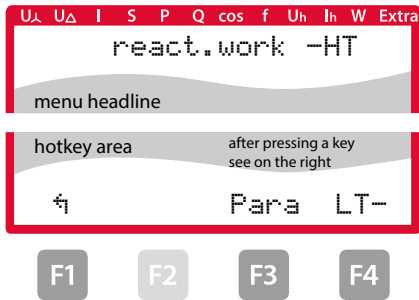 U⅄ U△ I S P Q cos f Uh Ih W Extra
react.work -HT
menu headline
hotkey area
after pressing a key
see on the right
↰ Para LT-
F1 F2 F3 F4